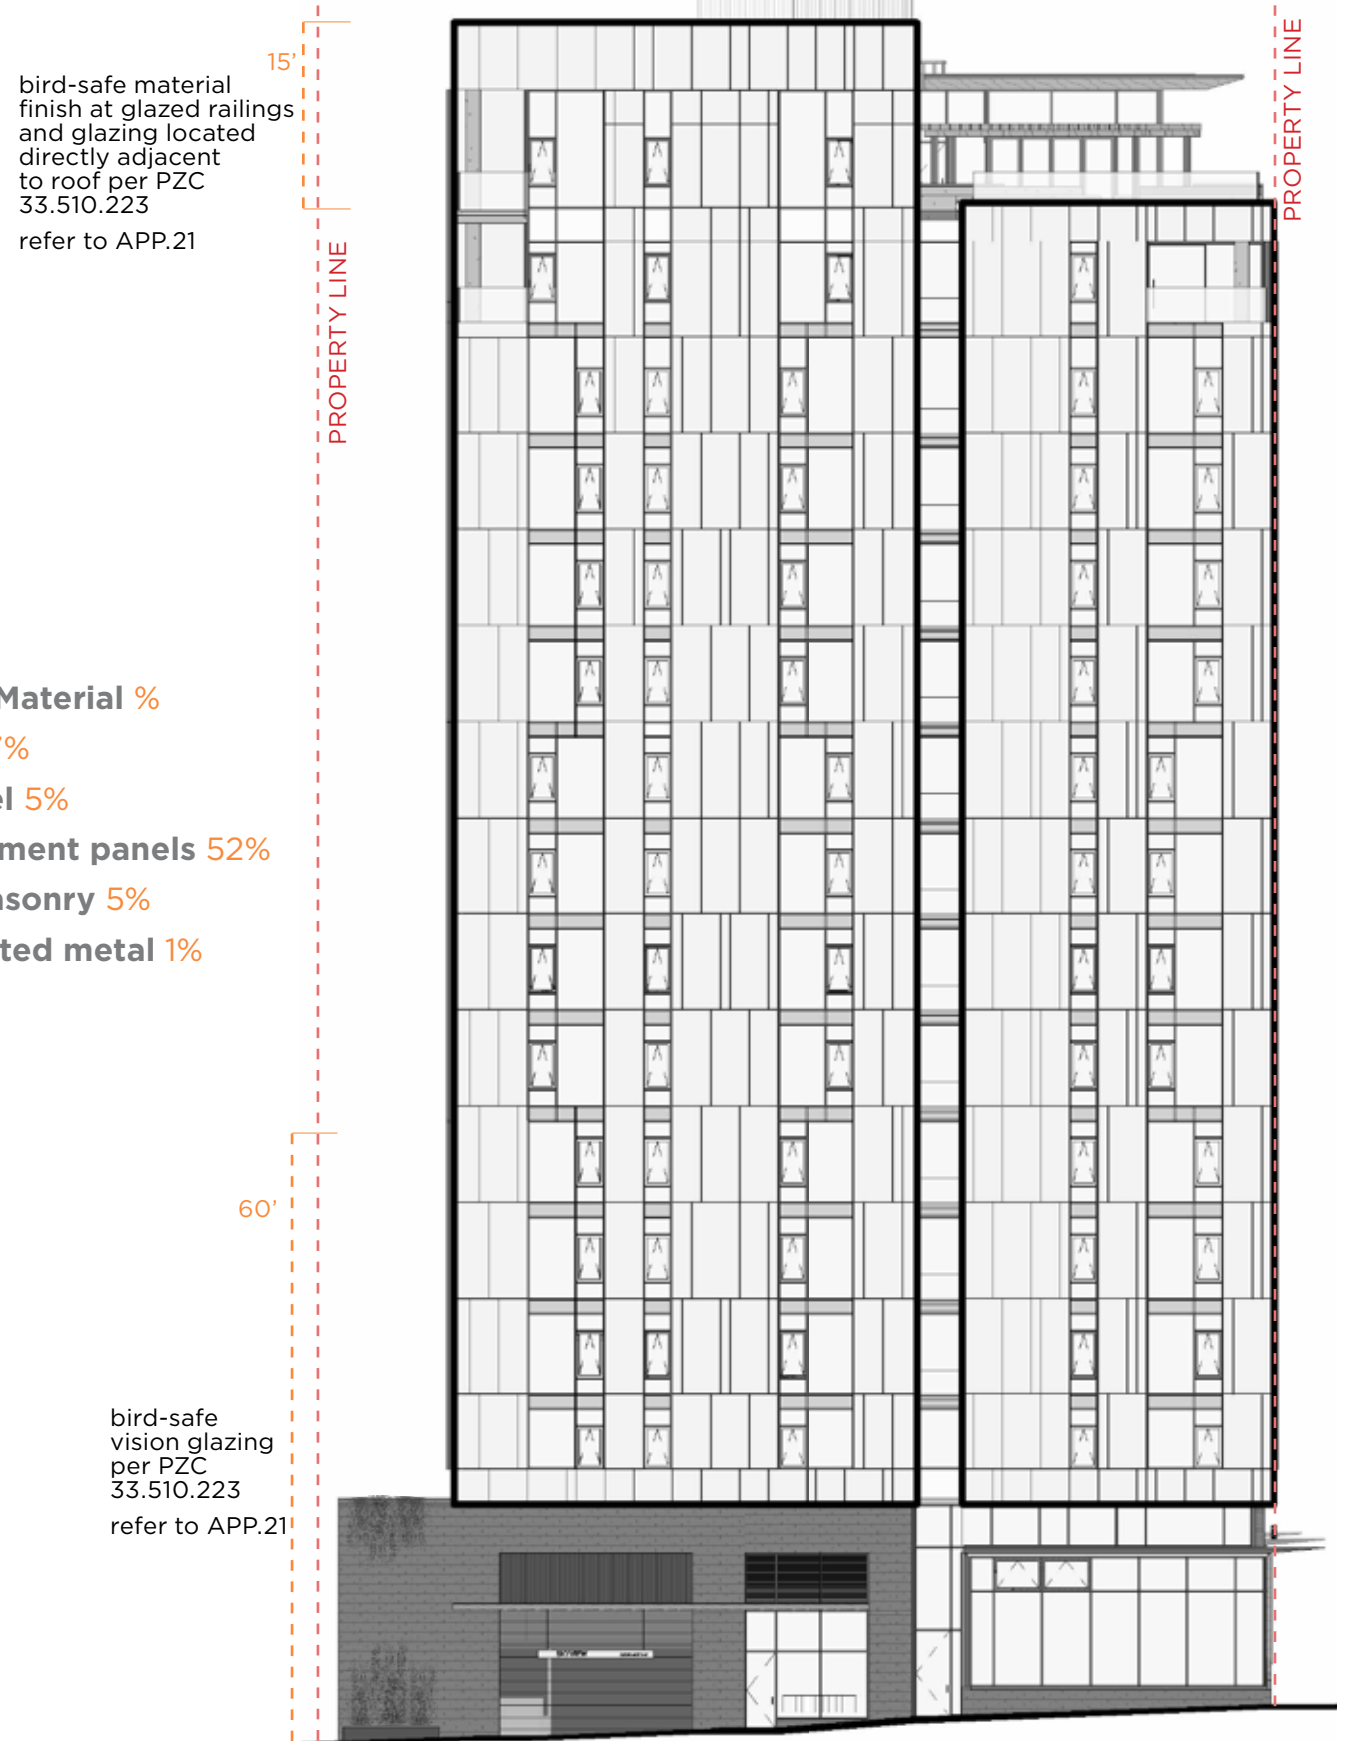 15’
bird-safe material
finish at glazed railings
and glazing located
directly adjacent
to roof per PZC
33.510.223
refer to APP.21
PROPERTY LINE
PROPERTY LINE
Material %
%
el 5%
ment panels 52%
asonry 5%
ted metal 1%
60’
bird-safe
vision glazing
per PZC
33.510.223
refer to APP.21